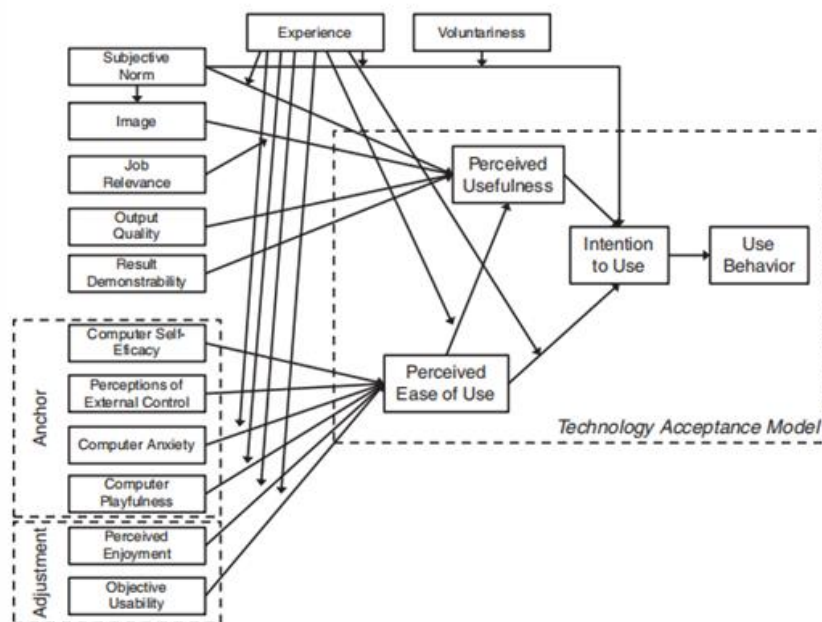 Experience
Voluntariness
Subjective
Norm
Image
Job
Relevance
Output
Quality
Result
Demonstrability
Perceived
Usefulness
Intention
to Use
Use
Behavior
Computer Self-
Eficacy
Perceptions of
External Control
Computer Anxiety
Computer
Playfulness
Anchor
Perceived
Ease of Use
Technology Acceptance Model
Perceived
Enjoyment
Objective
Usability
Adjustment